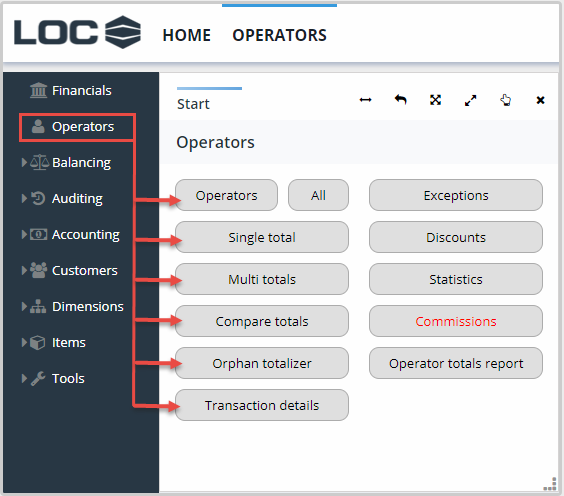 LOC
HOME
OPERATORS
Financials
Operators
Balancing
Auditing
Accounting
Customers
Dimensions
Items
Tools
Start
Operators
Operators
All
Exceptions
Single total
Discounts
Multi totals
Statistics
Compare totals
Commissions
Orphan totalizer
Operator totals report
Transaction details